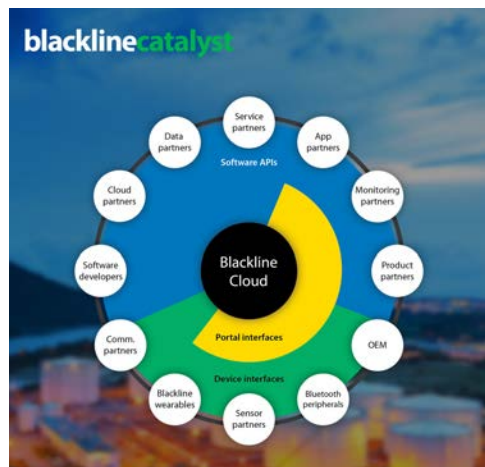 blacklinecatalyst
Service
partners
App
partners
Monitoring
partners
Product
partners
OEM
Bluetooth
peripherals
Sensor
partners
Blackline
wearables
Comm.
partners
Software
developers
Cloud
partners
Data
partners
Software APIs
Blackline
Cloud
Portal interfaces
Device interfaces